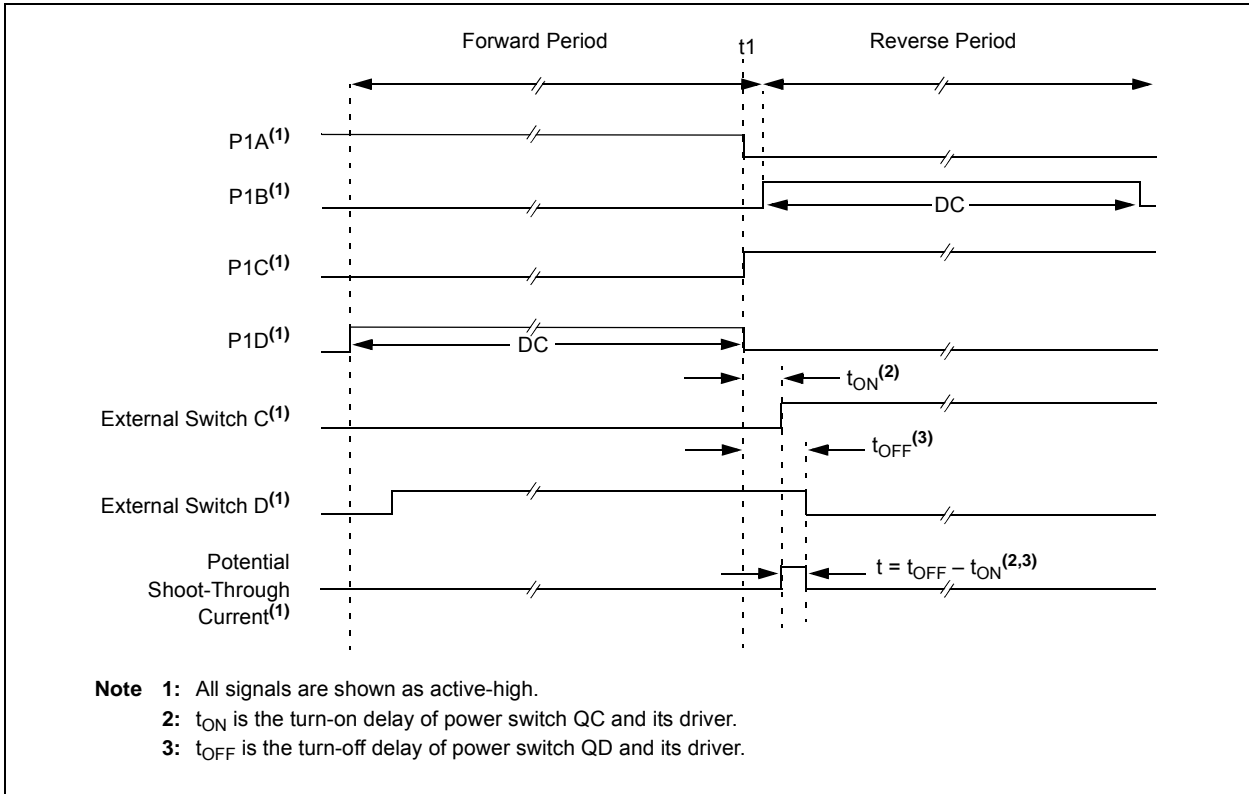 Forward Period
t1
Reverse Period
P1A(1)
P1B(1)
DC
P1C(1)
P1D(1)
DC
tON(2)
External Switch C(1)
tOFF(3)
External Switch D(1)
Potential
Shoot-Through
Current(1)
t = tOFF – tON(2,3)
Note 1: All signals are shown as active-high.
2: tON is the turn-on delay of power switch QC and its driver.
3: tOFF is the turn-off delay of power switch QD and its driver.